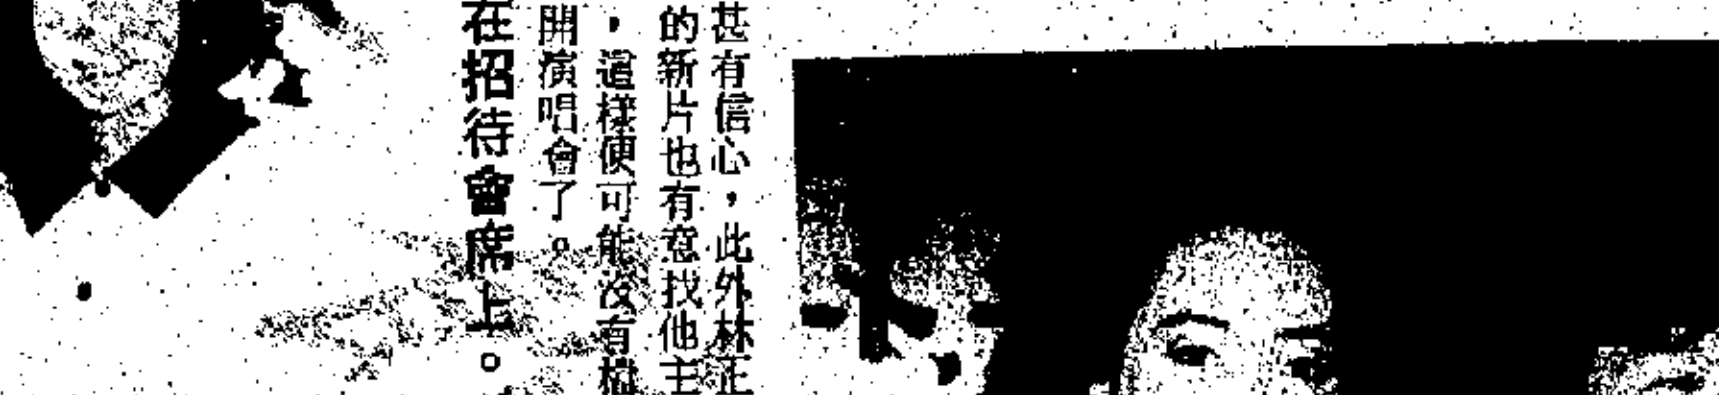 甚有信心，此外林正
的新片也有意找他主
，這樣便可能沒有機
開演唱會了。
在招待會席上。